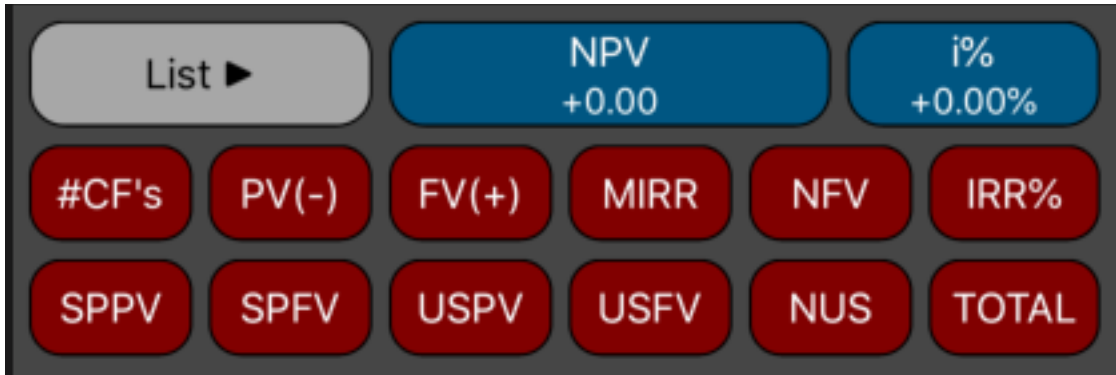 List ▶ NPV i%
+0.00 +0.00%
#CF's PV(-) FV(+) MIRR NFV IRR%
SPPV SPFV USPV USFV NUS TOTAL